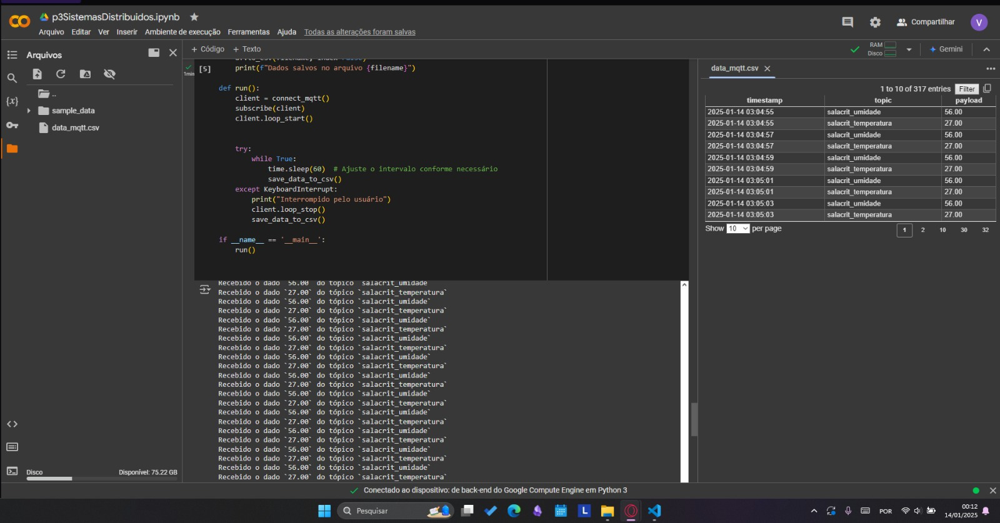 p3SistemasDistribuidos.ipynb
Arquivo Editar Ver Inserir Ambiente de execução Ferramentas Ajuda Todas as alterações foram salvas
Compartilhar
V
Arquivos
+ Código + Texto
RAM
Disco
Gemini
..
sample_data
data_mqtt.csv
Disco Disponível: 75.22 GB
[5]
1min
print(f"Dados salvos no arquivo {filename}")
def run():
client = connect_mqtt()
subscribe(client)
client.loop_start()
try:
while True:
time.sleep(60) # Ajuste o intervalo conforme necessário
save_data_to_csv()
except KeyboardInterrupt:
print("Interrompido pelo usuário")
client.loop_stop()
save_data_to_csv()
if __name__ == '__main__':
run()
Recebido o dado `56.00` do tópico `salacrit_umidade`
Recebido o dado `27.00` do tópico `salacrit_temperatura`
Recebido o dado `56.00` do tópico `salacrit_umidade`
Recebido o dado `27.00` do tópico `salacrit_temperatura`
Recebido o dado `56.00` do tópico `salacrit_umidade`
Recebido o dado `27.00` do tópico `salacrit_temperatura`
Recebido o dado `56.00` do tópico `salacrit_umidade`
Recebido o dado `27.00` do tópico `salacrit_temperatura`
Recebido o dado `56.00` do tópico `salacrit_umidade`
Recebido o dado `27.00` do tópico `salacrit_temperatura`
Recebido o dado `56.00` do tópico `salacrit_umidade`
Recebido o dado `27.00` do tópico `salacrit_temperatura`
Recebido o dado `56.00` do tópico `salacrit_umidade`
Recebido o dado `27.00` do tópico `salacrit_temperatura`
Recebido o dado `56.00` do tópico `salacrit_umidade`
Recebido o dado `27.00` do tópico `salacrit_temperatura`
Recebido o dado `56.00` do tópico `salacrit_umidade`
Recebido o dado `27.00` do tópico `salacrit_temperatura`
Recebido o dado `56.00` do tópico `salacrit_umidade`
Recebido o dado `27.00` do tópico `salacrit_temperatura`
Recebido o dado `56.00` do tópico `salacrit_umidade`
Recebido o dado `27.00` do tópico `salacrit_temperatura`
data_mqtt.csv
1 to 10 of 317 entries Filter
timestamp topic payload
2025-01-14 03:04:55 salacrit_umidade 56.00
2025-01-14 03:04:55 salacrit_temperatura 27.00
2025-01-14 03:04:57 salacrit_umidade 56.00
2025-01-14 03:04:57 salacrit_temperatura 27.00
2025-01-14 03:04:59 salacrit_umidade 56.00
2025-01-14 03:04:59 salacrit_temperatura 27.00
2025-01-14 03:05:01 salacrit_umidade 56.00
2025-01-14 03:05:01 salacrit_temperatura 27.00
2025-01-14 03:05:03 salacrit_umidade 56.00
2025-01-14 03:05:03 salacrit_temperatura 27.00
Show 10 per page 1 2 10 30 32
Conectado ao dispositivo: de back-end do Google Compute Engine em Python 3
Pesquisar
L
POR
00:12
14/01/2025